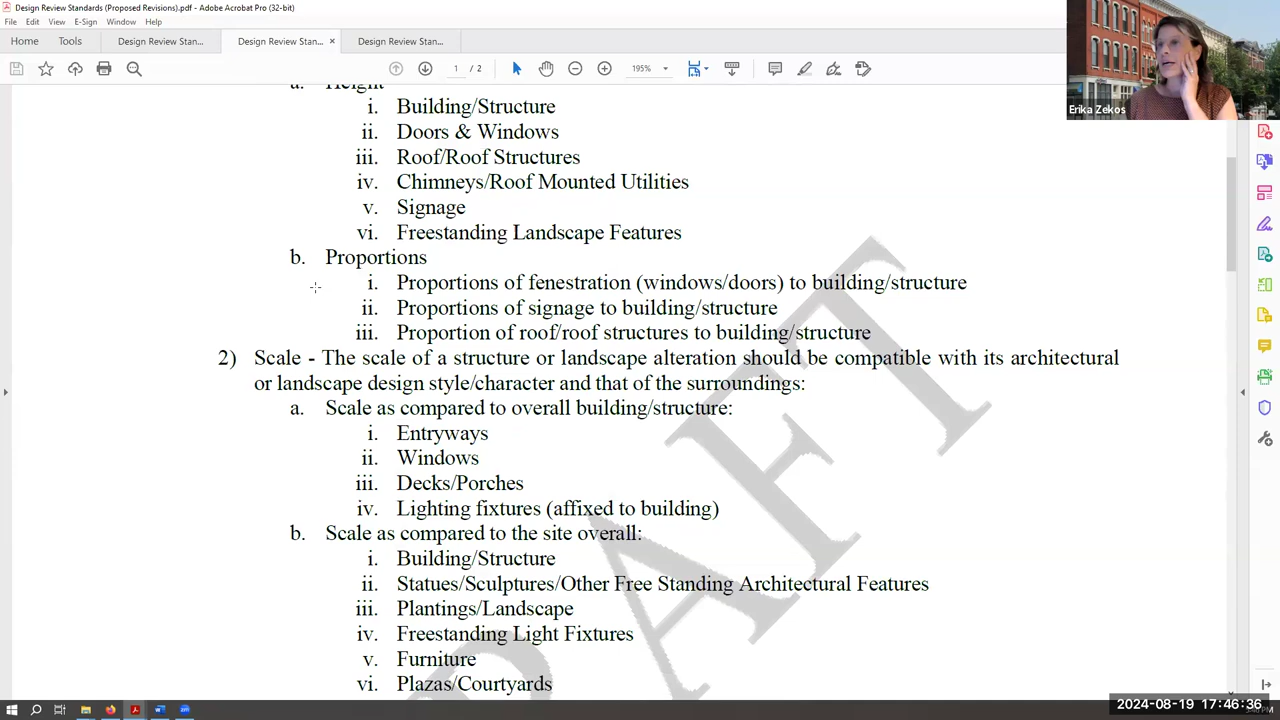 Design Review Standards (Proposed Revisions).pdf - Adobe Acrobat Pro (32-bit)
File Edit View E-Sign Window Help
Home Tools Design Review Stan... Design Review Stan... × Design Review Stan...
1 / 2 195%
Erika Zekos
a. Height
i. Building/Structure
ii. Doors & Windows
iii. Roof/Roof Structures
iv. Chimneys/Roof Mounted Utilities
v. Signage
vi. Freestanding Landscape Features
b. Proportions
i. Proportions of fenestration (windows/doors) to building/structure
ii. Proportions of signage to building/structure
iii. Proportion of roof/roof structures to building/structure
2) Scale - The scale of a structure or landscape alteration should be compatible with its architectural
or landscape design style/character and that of the surroundings:
a. Scale as compared to overall building/structure:
i. Entryways
ii. Windows
iii. Decks/Porches
iv. Lighting fixtures (affixed to building)
b. Scale as compared to the site overall:
i. Building/Structure
ii. Statues/Sculptures/Other Free Standing Architectural Features
iii. Plantings/Landscape
iv. Freestanding Light Fixtures
v. Furniture
vi. Plazas/Courtyards
DRAFT
2024-08-19 17:46:36